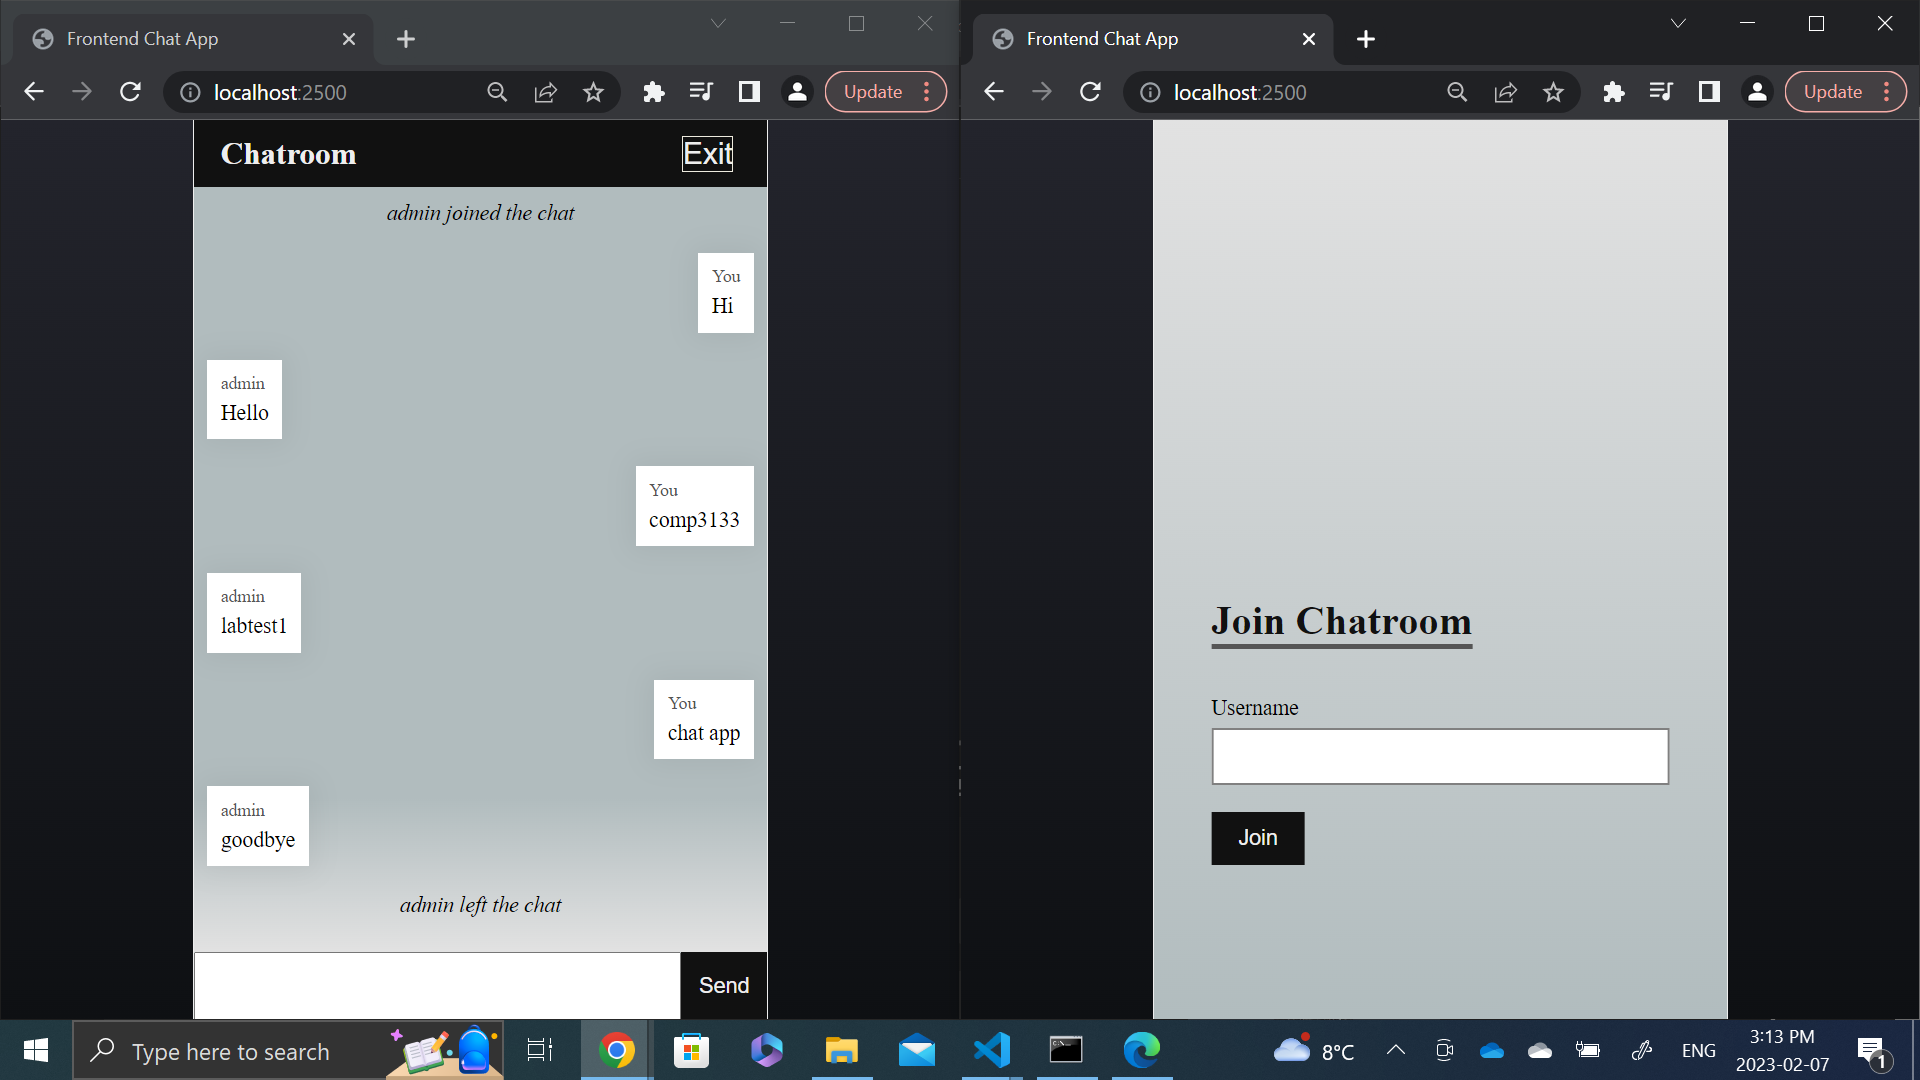 Frontend Chat App
localhost:2500
Update
Chatroom
Exit
admin joined the chat
You
Hi
admin
Hello
You
comp3133
admin
labtest1
You
chat app
admin
goodbye
admin left the chat
Send
Frontend Chat App
localhost:2500
Update
Join Chatroom
Username
Join
Type here to search
8°C
ENG
3:13 PM
2023-02-07
1